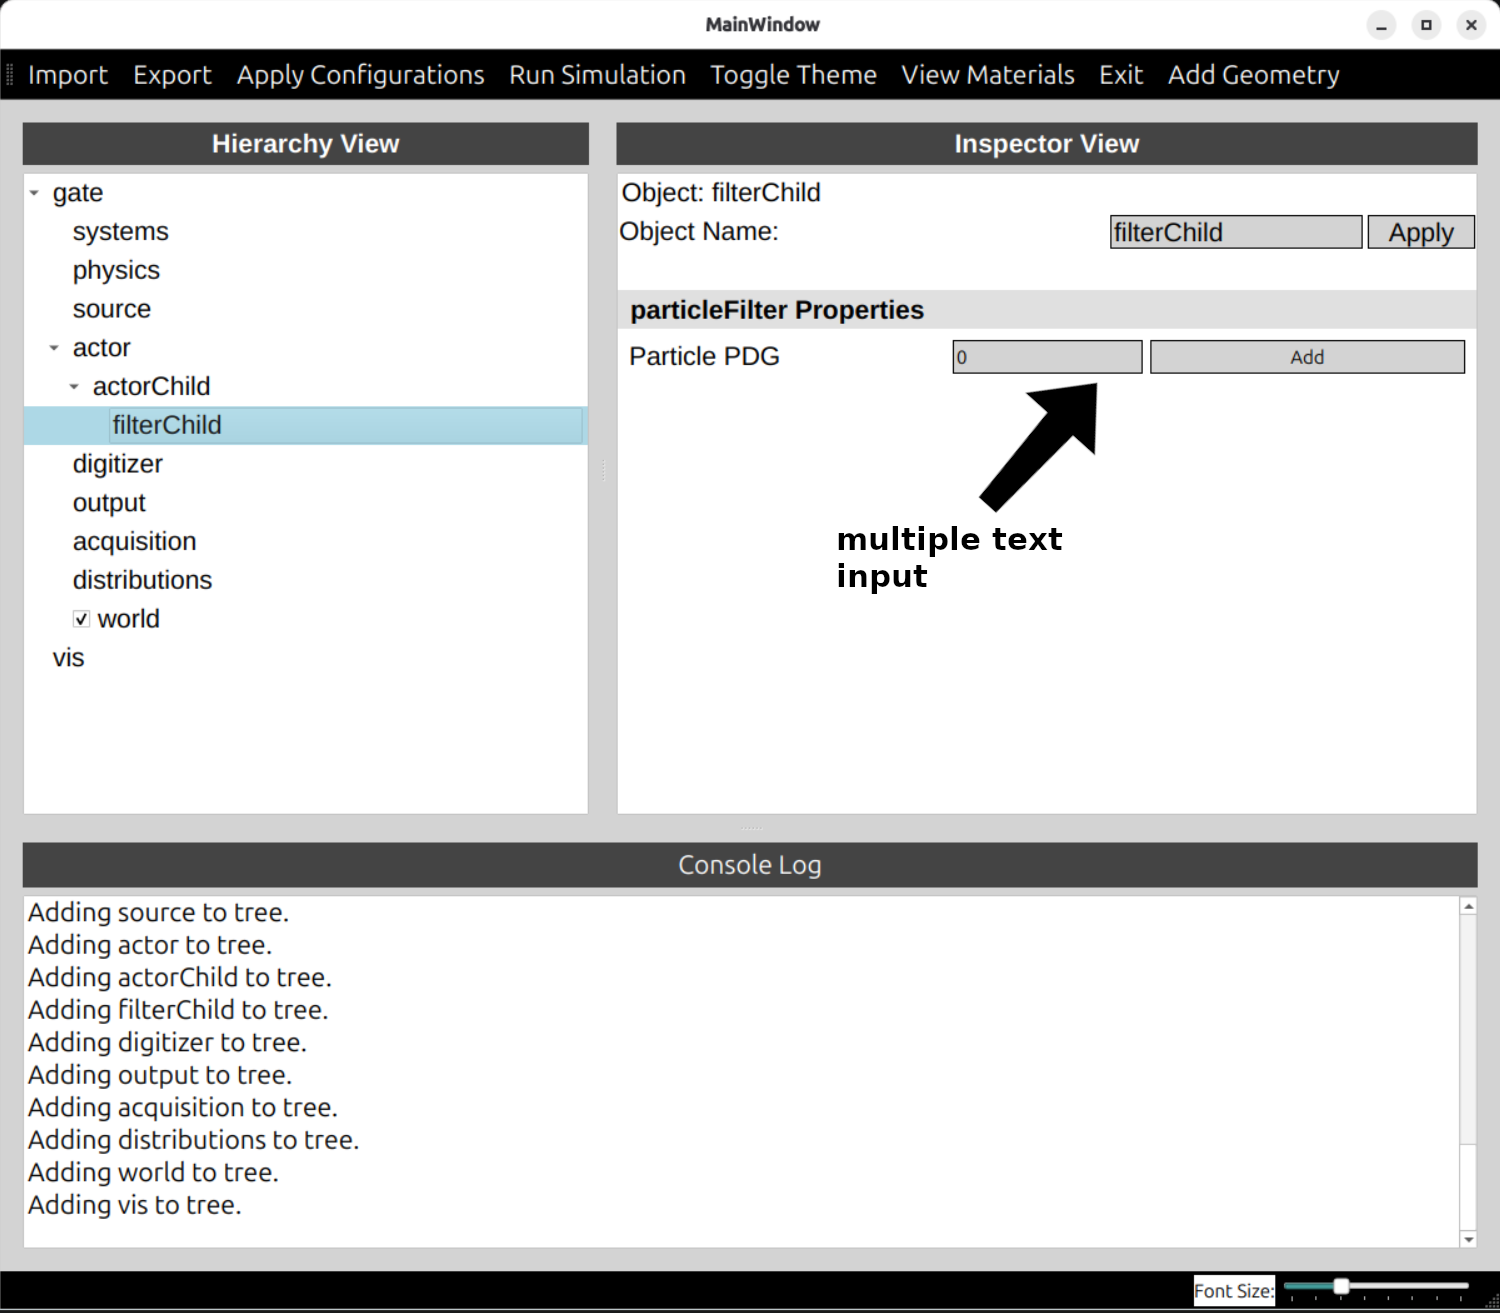 MainWindow
Import Export Apply Configurations Run Simulation Toggle Theme View Materials Exit Add Geometry
Hierarchy View
gate
systems
physics
source
actor
actorChild
filterChild
digitizer
output
acquisition
distributions
world
vis
Inspector View
Object: filterChild
Object Name: filterChild Apply
particleFilter Properties
Particle PDG 0 Add
multiple text
input
Console Log
Adding source to tree.
Adding actor to tree.
Adding actorChild to tree.
Adding filterChild to tree.
Adding digitizer to tree.
Adding output to tree.
Adding acquisition to tree.
Adding distributions to tree.
Adding world to tree.
Adding vis to tree.
Font Size: